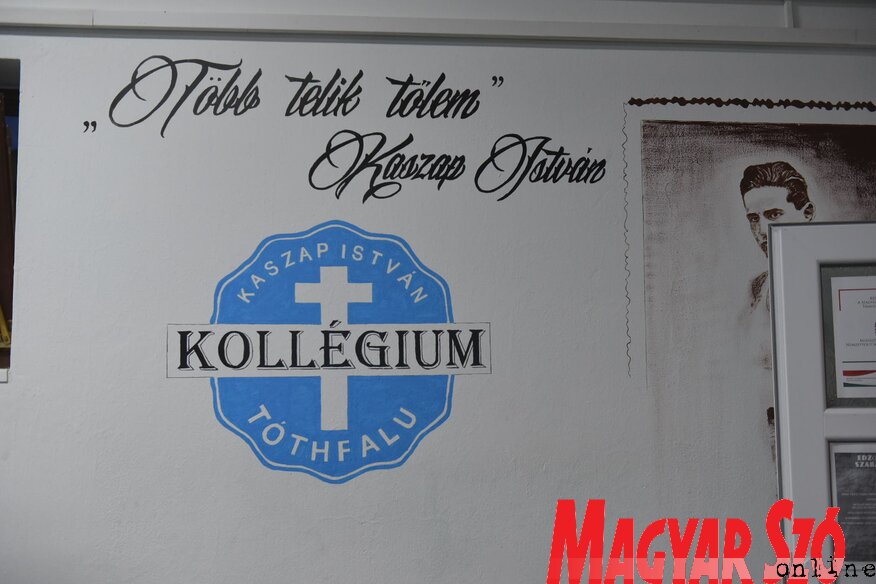 „Több telik tőlem”
Kaszap István
KASZAP ISTVÁN
KOLLÉGIUM
TÓTHFALU
MAGYAR SZÓ
online